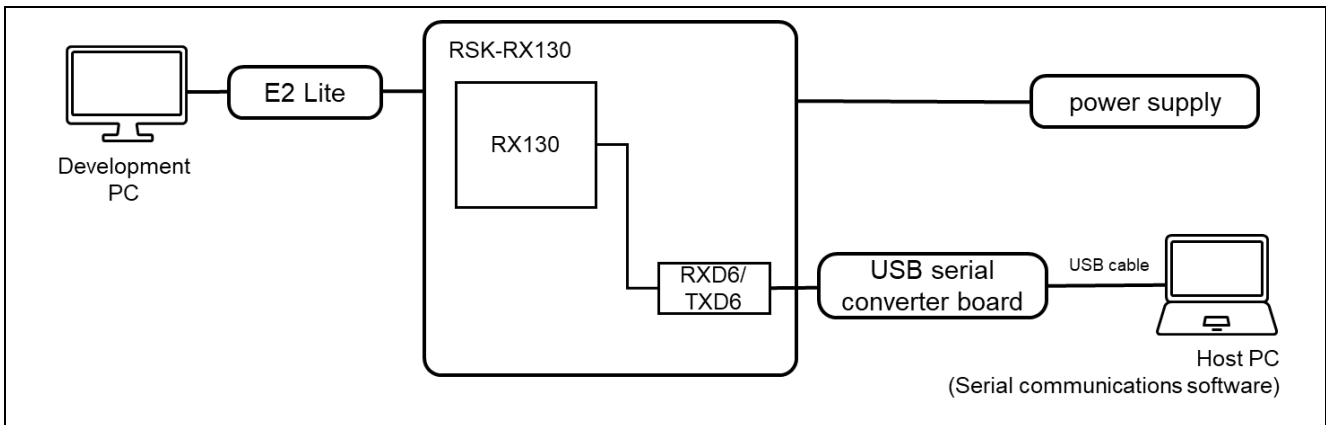 RSK-RX130
E2 Lite
RX130
power supply
Development
PC
RXD6/
TXD6
USB serial
converter board
USB cable
Host PC
(Serial communications software)